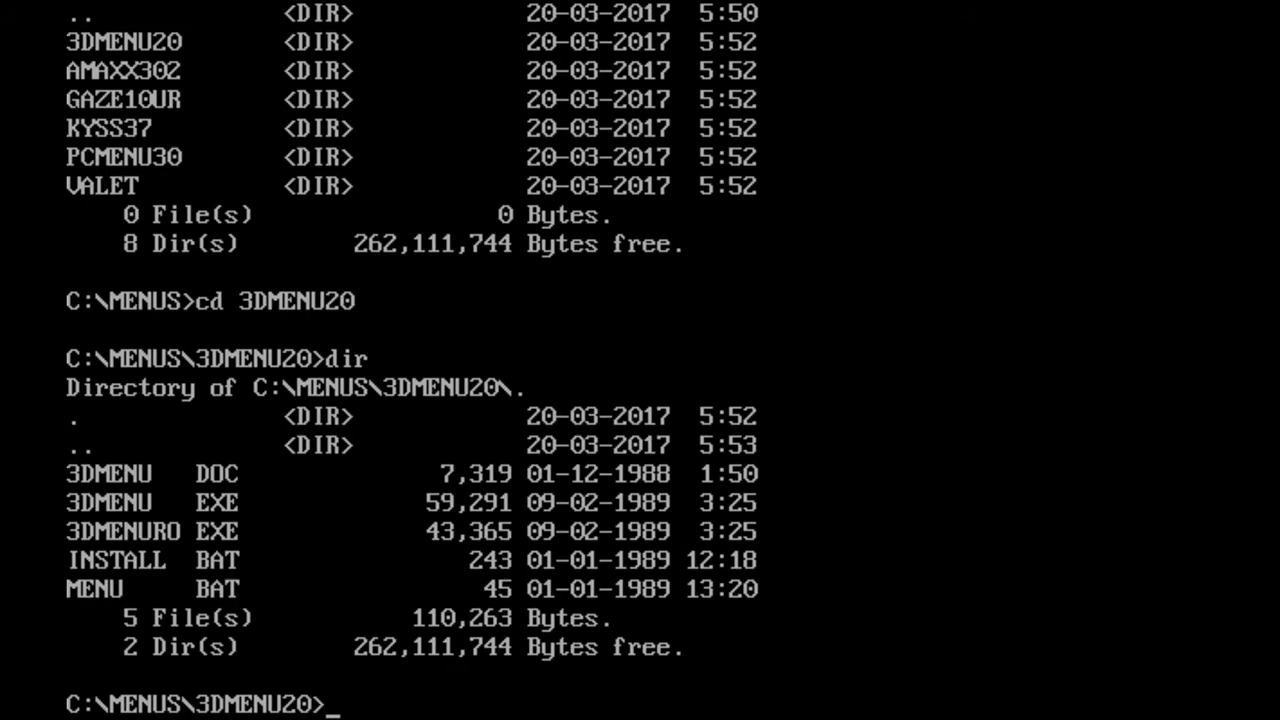 ..              <DIR>            20-03-2017  5:50
3DMENU20        <DIR>            20-03-2017  5:52
AMAXX302        <DIR>            20-03-2017  5:52
GAZE10UR        <DIR>            20-03-2017  5:52
KYSS37          <DIR>            20-03-2017  5:52
PCMENU30        <DIR>            20-03-2017  5:52
VALET           <DIR>            20-03-2017  5:52
    0 File(s)                  0 Bytes.
    8 Dir(s)         262,111,744 Bytes free.
C:\MENUS>cd 3DMENU20
C:\MENUS\3DMENU20>dir
Directory of C:\MENUS\3DMENU20\.
.               <DIR>            20-03-2017  5:52
..              <DIR>            20-03-2017  5:53
3DMENU   DOC               7,319 01-12-1988  1:50
3DMENU   EXE              59,291 09-02-1989  3:25
3DMENURO EXE              43,365 09-02-1989  3:25
INSTALL  BAT                 243 01-01-1989 12:18
MENU     BAT                  45 01-01-1989 13:20
    5 File(s)            110,263 Bytes.
    2 Dir(s)         262,111,744 Bytes free.
C:\MENUS\3DMENU20>_